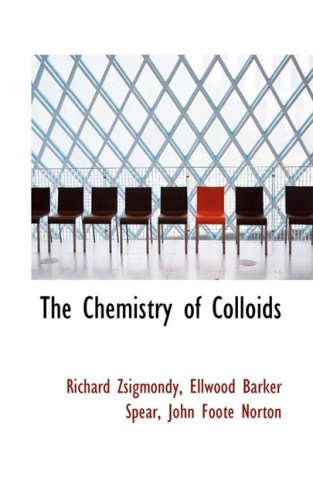 The Chemistry of Colloids
Richard Zsigmondy, Ellwood Barker
Spear, John Foote Norton